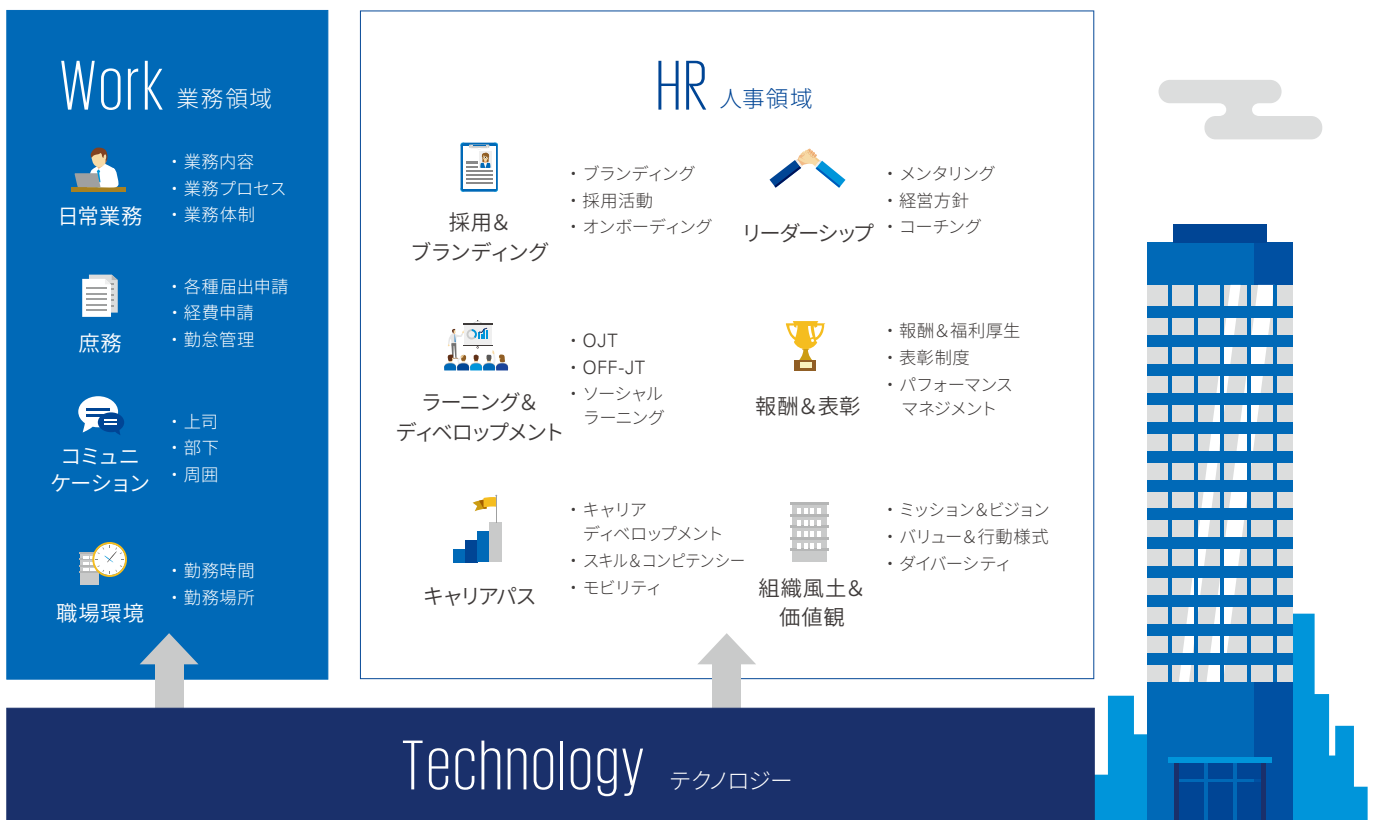 Work 業務領域
日常業務
・業務内容
・業務プロセス
・業務体制
庶務
・各種届出申請
・経費申請
・勤怠管理
コミュニ
ケーション
・上司
・部下
・周囲
職場環境
・勤務時間
・勤務場所
HR 人事領域
採用&
ブランディング
・ブランディング
・採用活動
・オンボーディング
リーダーシップ
・メンタリング
・経営方針
・コーチング
ラーニング&
ディベロップメント
・OJT
・OFF-JT
・ソーシャル
ラーニング
報酬&表彰
・報酬&福利厚生
・表彰制度
・パフォーマンス
マネジメント
キャリアパス
・キャリア
ディベロップメント
・スキル&コンピテンシー
・モビリティ
組織風土&
価値観
・ミッション&ビジョン
・バリュー&行動様式
・ダイバーシティ
Technology テクノロジー